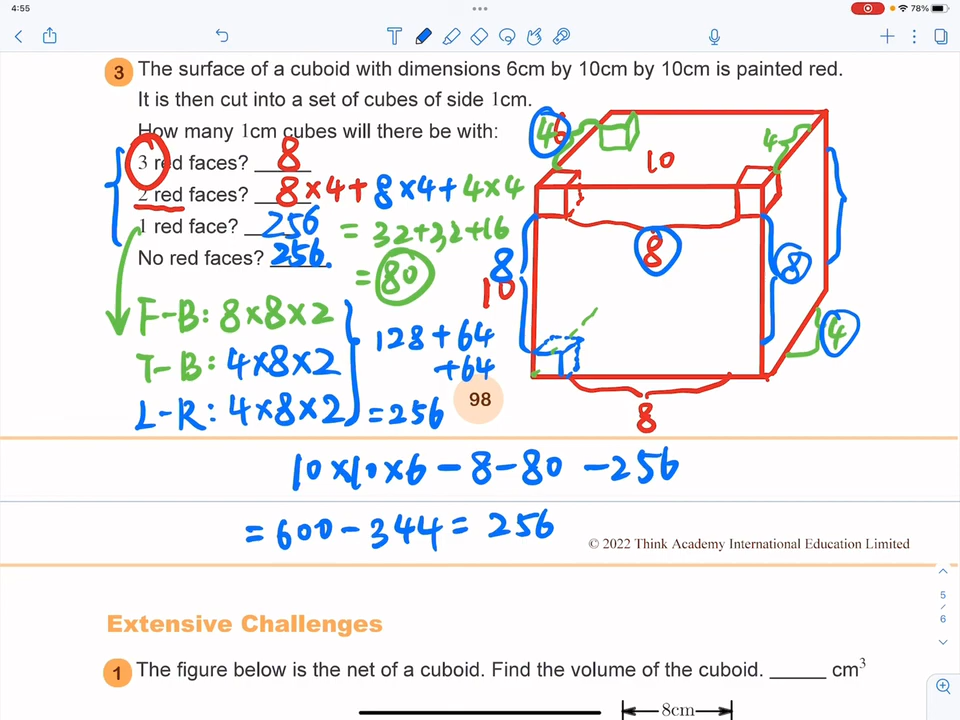 4:55
78%
3 The surface of a cuboid with dimensions 6cm by 10cm by 10cm is painted red.
It is then cut into a set of cubes of side 1cm.
How many 1cm cubes will there be with:
3 red faces? 8
2 red faces? 8×4+8×4+4×4
= 32+32+16
= 80
1 red face? 256
No red faces? 256.
F-B: 8×8×2
T-B: 4×8×2
L-R: 4×8×2
128+64
+64
=256
4
6
4
10
8
8
8
10
4
8
98
10×10×6-8-80-256
=600-344=256
© 2022 Think Academy International Education Limited
5
/
6
Extensive Challenges
1 The figure below is the net of a cuboid. Find the volume of the cuboid. _____ cm³
8cm